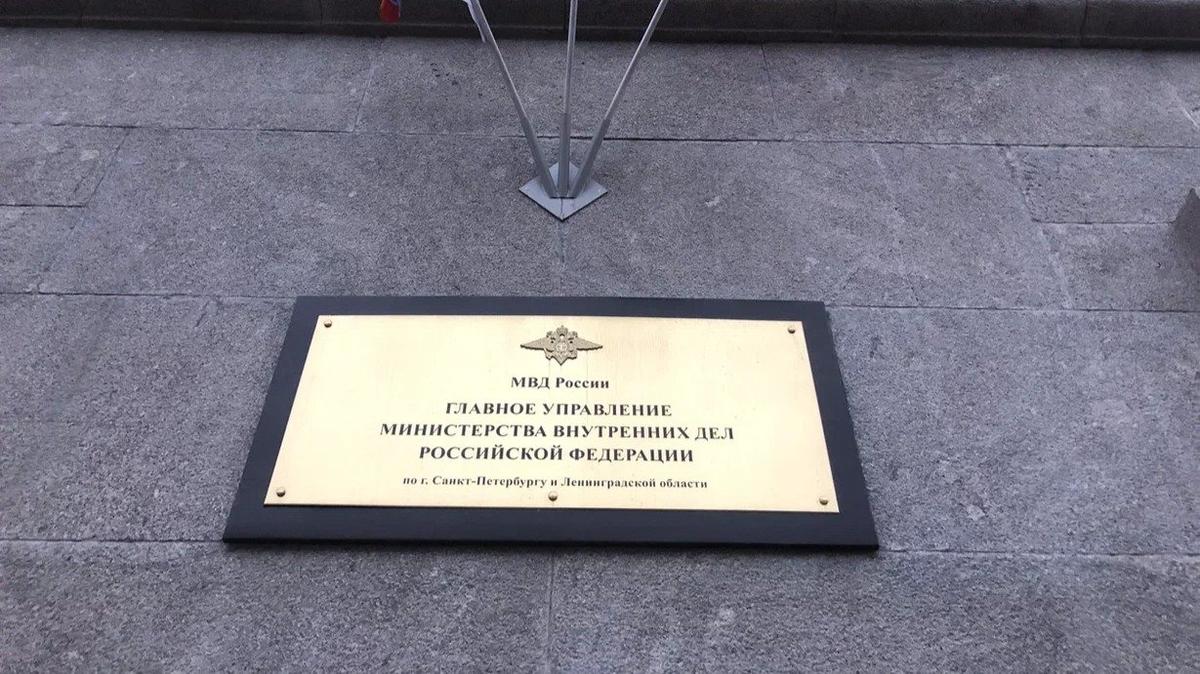 МВД России
ГЛАВНОЕ УПРАВЛЕНИЕ
МИНИСТЕРСТВА ВНУТРЕННИХ ДЕЛ
РОССИЙСКОЙ ФЕДЕРАЦИИ
по г. Санкт-Петербургу и Ленинградской области